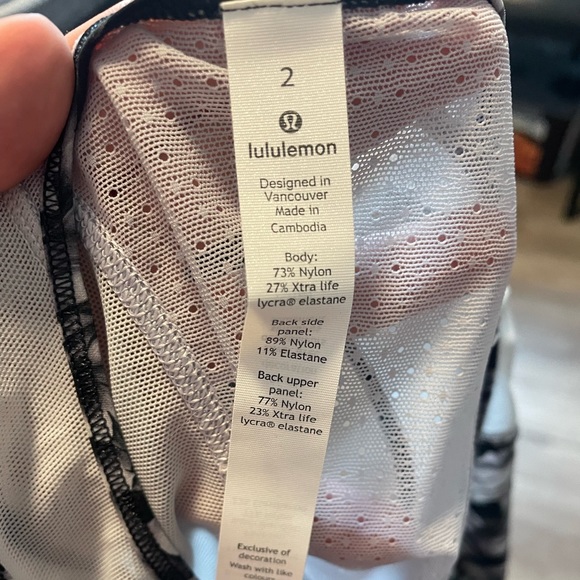 2
lululemon
Designed in
Vancouver
Made in
Cambodia
Body:
73% Nylon
27% Xtra life
lycra® elastane
Back side
panel:
89% Nylon
11% Elastane
Back upper
panel:
77% Nylon
23% Xtra life
lycra® elastane
Exclusive of
decoration
Wash with like
colours